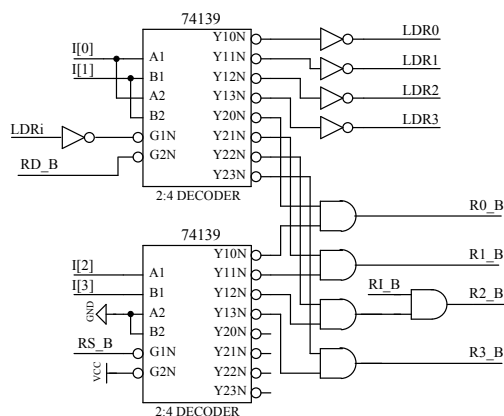 74139
I[0]
I[1]
A1
B1
A2
B2
G1N
G2N
Y10N
Y11N
Y12N
Y13N
Y20N
Y21N
Y22N
Y23N
LDRi
RD_B
2:4 DECODER
LDR0
LDR1
LDR2
LDR3
74139
I[2]
I[3]
GND
RS_B
VCC
A1
B1
A2
B2
G1N
G2N
Y10N
Y11N
Y12N
Y13N
Y20N
Y21N
Y22N
Y23N
2:4 DECODER
R0_B
R1_B
RI_B
R2_B
R3_B